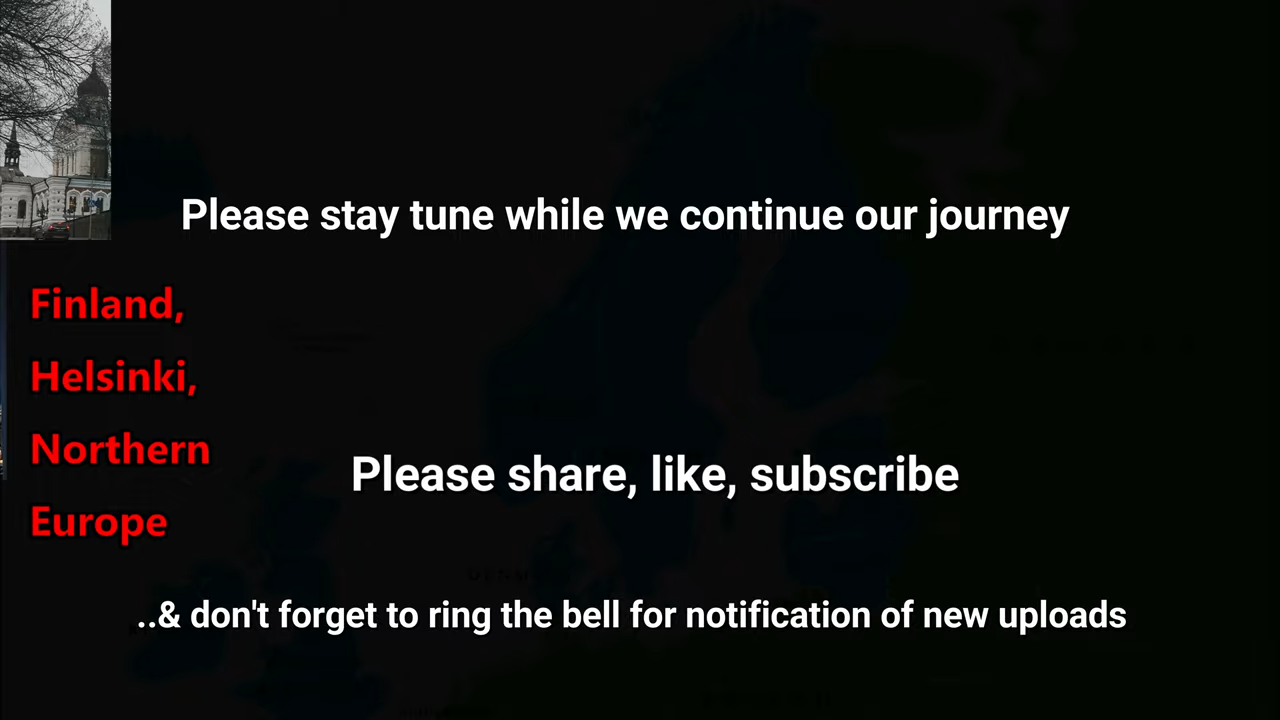 Please stay tune while we continue our journey
Finland,
Helsinki,
Northern
Europe
Please share, like, subscribe
..& don't forget to ring the bell for notification of new uploads